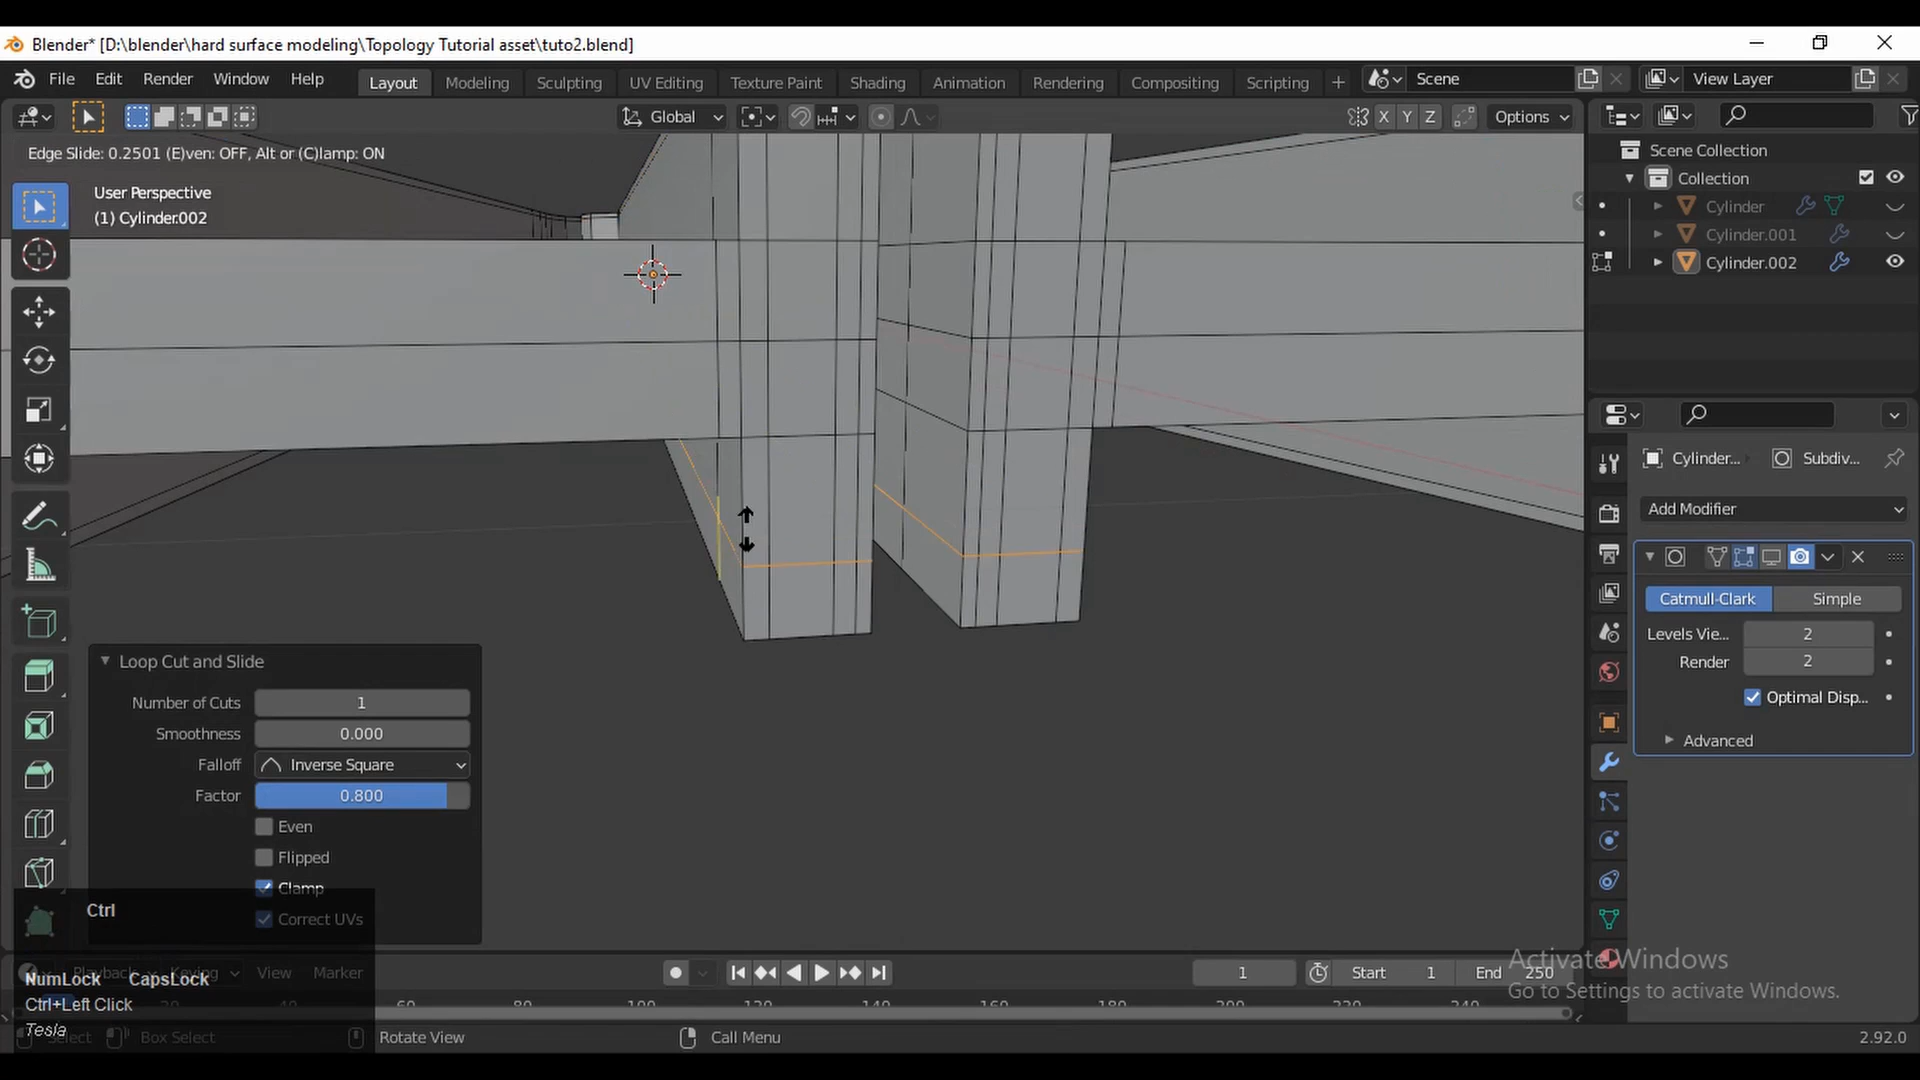 Blender* [D:\blender\hard surface modeling\Topology Tutorial asset\tuto2.blend]
File Edit Render Window Help Layout Modeling Sculpting UV Editing Texture Paint Shading Animation Rendering Compositing Scripting + Scene View Layer
Global X Y Z Options
Edge Slide: 0.2501 (E)ven: OFF, Alt or (C)lamp: ON
Scene Collection
User Perspective
Collection
(1) Cylinder.002
Cylinder
Cylinder.001
Cylinder.002
Cylinder... Subdiv...
Add Modifier
Catmull-Clark Simple
Levels Vie... 2
Render 2
Optimal Disp...
Advanced
Loop Cut and Slide
Number of Cuts 1
Smoothness 0.000
Falloff Inverse Square
Factor 0.800
Even
Flipped
Clamp
Correct UVs
Ctrl
Playback Keying View Marker 1 Start 1 End 250
NumLock CapsLock
Ctrl+Left Click
Tesla
Activate Windows
Go to Settings to activate Windows.
Select Box Select Rotate View Call Menu 2.92.0